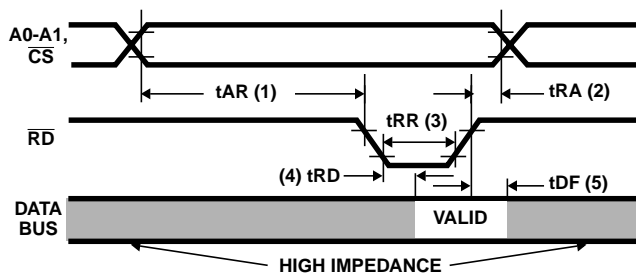 A0-A1,
CS
tAR (1)
tRA (2)
RD
tRR (3)
(4) tRD
tDF (5)
DATA
BUS
VALID
HIGH IMPEDANCE